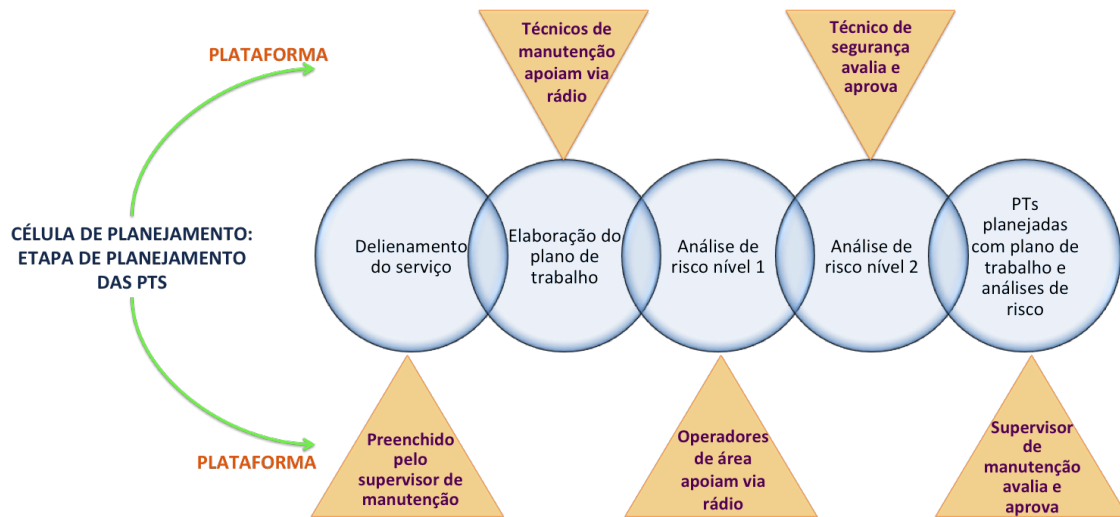 PLATAFORMA
Técnicos de
manutenção
apoiam via
rádio
Técnico de
segurança
avalia e
aprova
CÉLULA DE PLANEJAMENTO:
ETAPA DE PLANEJAMENTO
DAS PTS
Delienamento
do serviço
Elaboração do
plano de
trabalho
Análise de
risco nível 1
Análise de
risco nível 2
PTs
planejadas
com plano de
trabalho e
análises de
risco
PLATAFORMA
Preenchido
pelo
supervisor de
manutenção
Operadores
de área
apoiam via
rádio
Supervisor
de
manutenção
avalia e
aprova